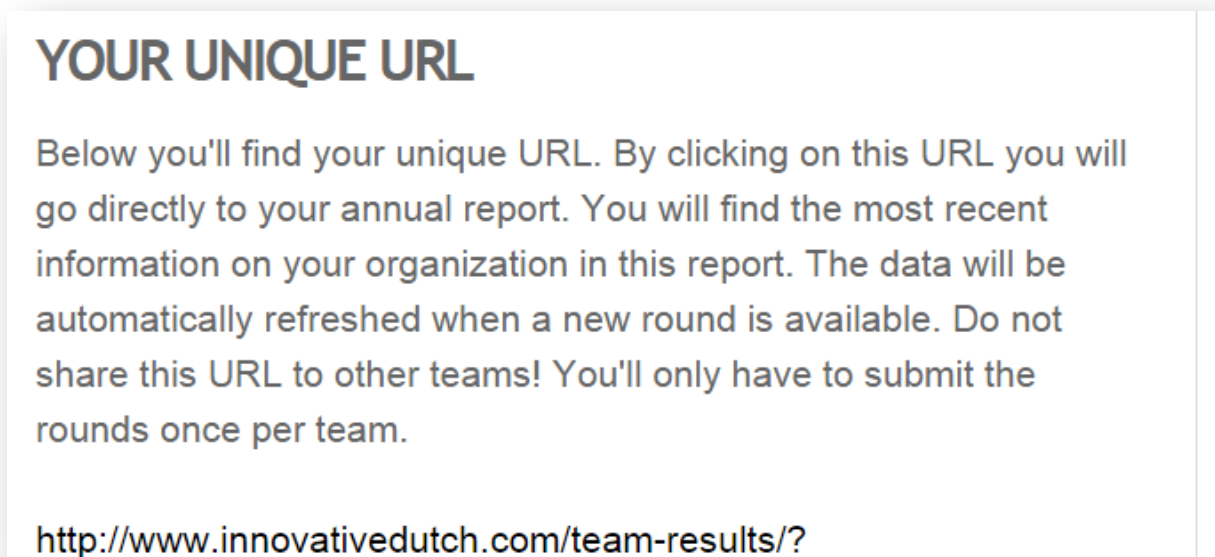 YOUR UNIQUE URL
Below you'll find your unique URL. By clicking on this URL you will
go directly to your annual report. You will find the most recent
information on your organization in this report. The data will be
automatically refreshed when a new round is available. Do not
share this URL to other teams! You'll only have to submit the
rounds once per team.
http://www.innovativedutch.com/team-results/?